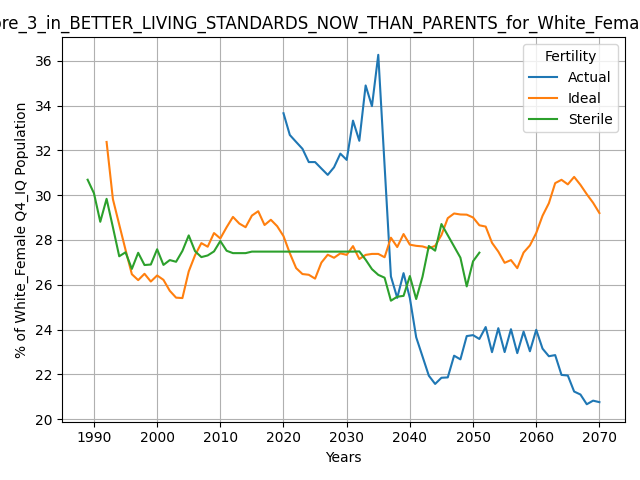 ore_3_in_BETTER_LIVING_STANDARDS_NOW_THAN_PARENTS_for_White_Fema
Fertility
Actual
Ideal
Sterile
% of White_Female Q4_IQ Population
36
34
32
30
28
26
24
22
20
1990 2000 2010 2020 2030 2040 2050 2060 2070
Years